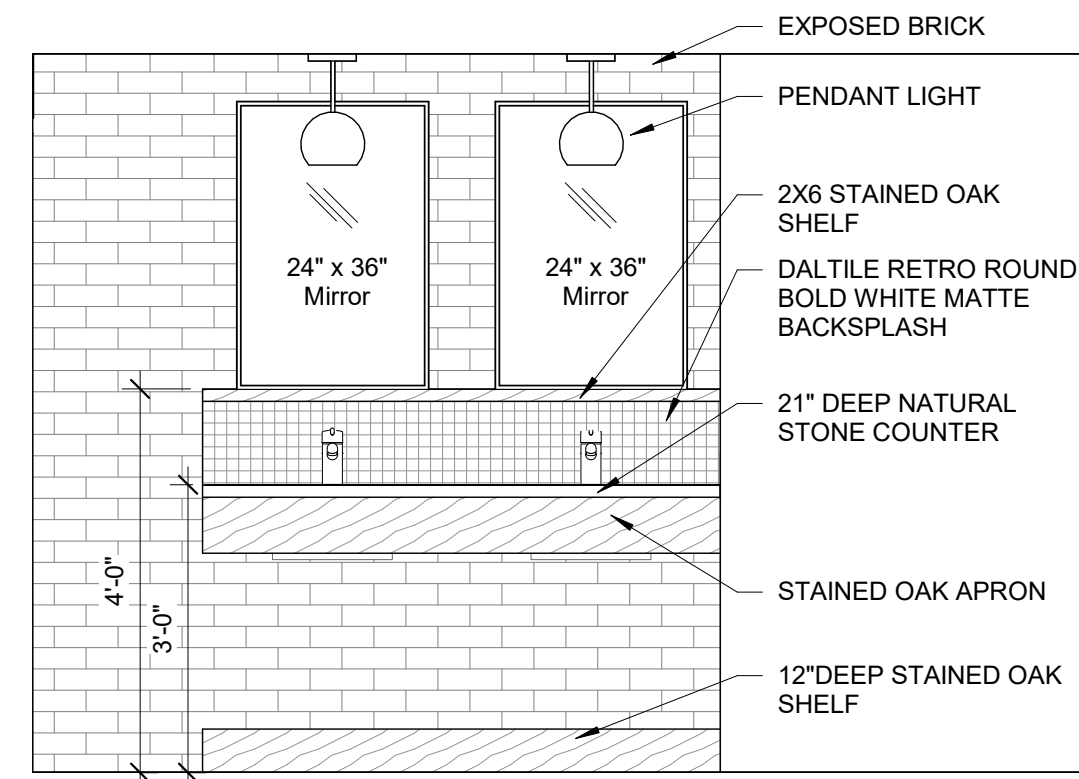 EXPOSED BRICK
PENDANT LIGHT
2X6 STAINED OAK
SHELF
24" x 36"
Mirror
24" x 36"
Mirror
DALTILE RETRO ROUND
BOLD WHITE MATTE
BACKSPLASH
21" DEEP NATURAL
STONE COUNTER
4'-0"
3'-0"
STAINED OAK APRON
12"DEEP STAINED OAK
SHELF